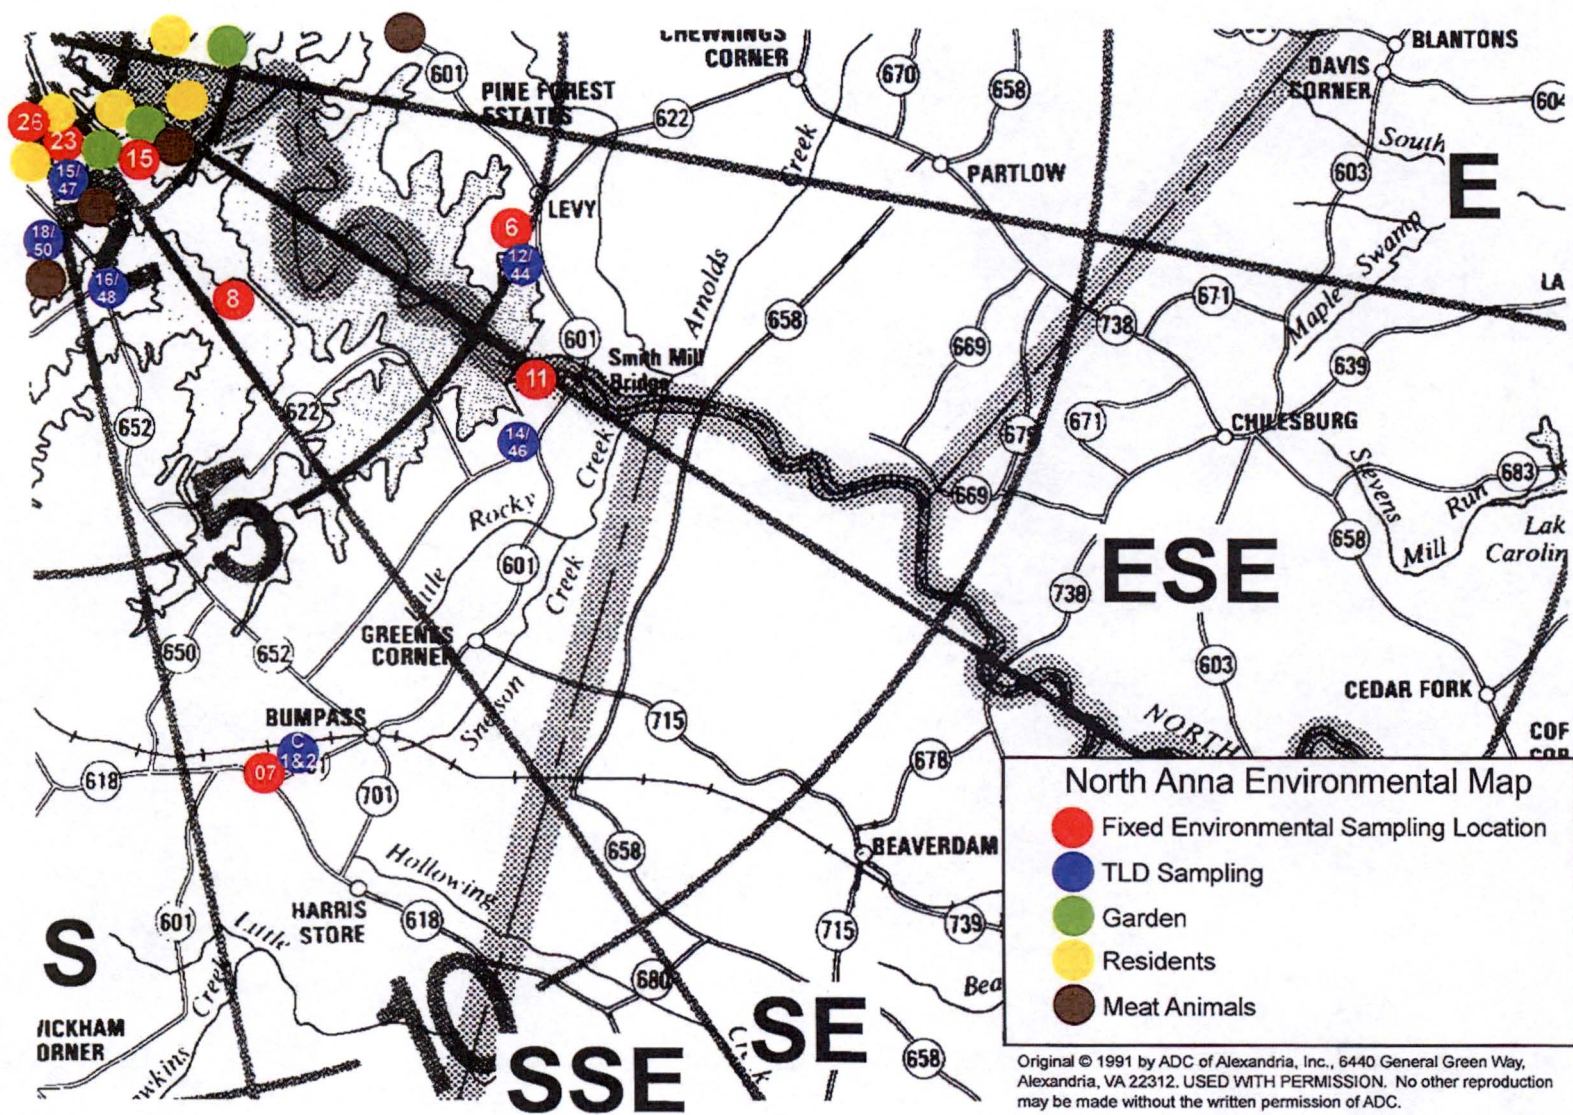 CHEWNINGS
CORNER
BLANTONS
DAVIS
CORNER
601
670
658
604
PINE FOREST
ESTATES
622
Creek
South
26
23
15
PARTLOW
603
E
15/
47
LEVY
6
18/
50
12/
44
Arnolds
Maple Swamp
16/
48
8
671
LA
658
738
601
669
639
Smith Mill
Bridge
11
622
652
671
CHILESBURG
14/
46
Creek
5
669
683
Stevens
Mill Run
Rocky
Little
Lak
Carolin
658
601
Creek
ESE
738
GREENES
CORNER
650
652
603
CEDAR FORK
715
NORTH
BUMPASS
Creek
COF
COR
C
1&2
07
618
678
701
North Anna Environmental Map
Fixed Environmental Sampling Location
TLD Sampling
Garden
Residents
Meat Animals
658
BEAVERDAM
Hollowing
HARRIS
STORE
618
601
Little
715
739
S
Creek
10
680
Bea
SE
VICKHAM
ORNER
SSE
wkins
658
Original © 1991 by ADC of Alexandria, Inc., 6440 General Green Way,
Alexandria, VA 22312. USED WITH PERMISSION. No other reproduction
may be made without the written permission of ADC.